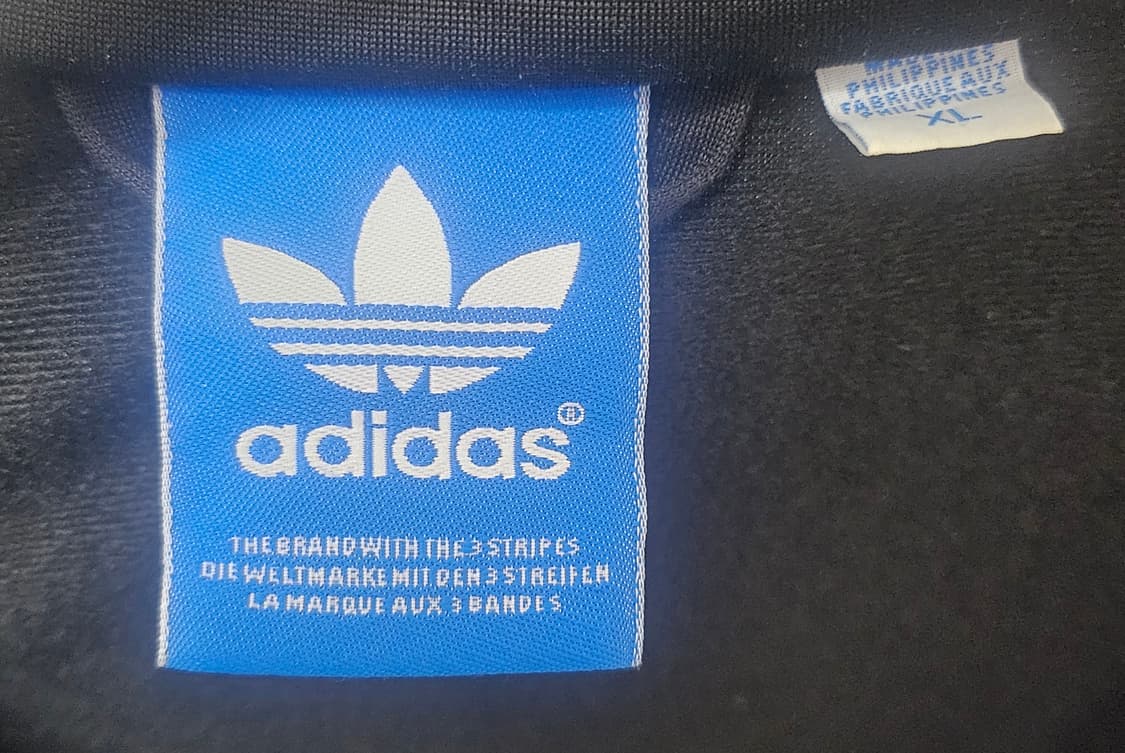 adidas®
THE BRAND WITH THE 3 STRIPES
DIE WELTMARKE MIT DEN 3 STREIFEN
LA MARQUE AUX 3 BANDES
PHILIPPINES
FABRIQUE AUX
PHILIPPINES
XL